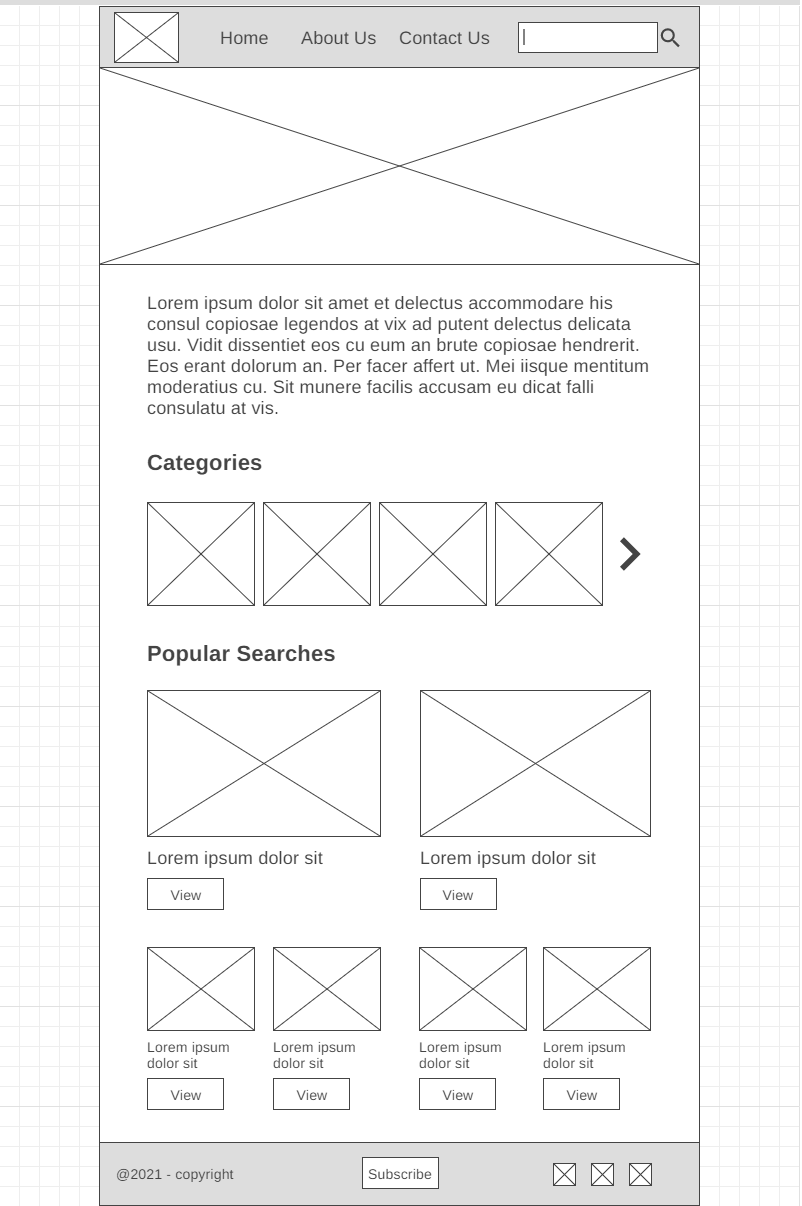 Home About Us Contact Us
Lorem ipsum dolor sit amet et delectus accommodare his
consul copiosae legendos at vix ad putent delectus delicata
usu. Vidit dissentiet eos cu eum an brute copiosae hendrerit.
Eos erant dolorum an. Per facer affert ut. Mei iisque mentitum
moderatius cu. Sit munere facilis accusam eu dicat falli
consulatu at vis.
Categories
Popular Searches
Lorem ipsum dolor sit
View
Lorem ipsum dolor sit
View
Lorem ipsum
dolor sit
View
Lorem ipsum
dolor sit
View
Lorem ipsum
dolor sit
View
Lorem ipsum
dolor sit
View
@2021 - copyright
Subscribe